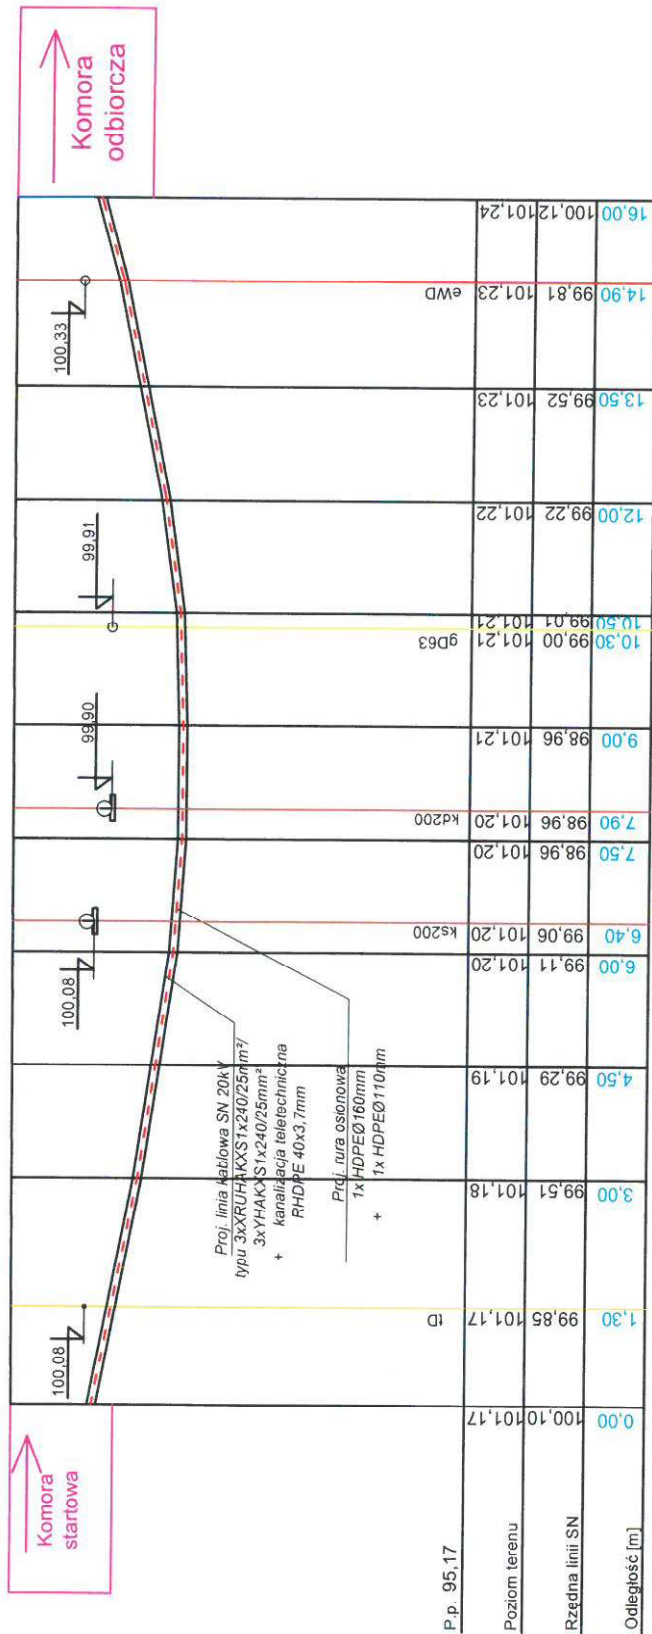 Komora
startowa
Komora
odbiorcza
100,08
100,08
99,90
99,91
100,33
Proj. linia kablowa SN 20kV
typu 3xXRUHAKXS1x240/25mm²/
3xYHAKXS1x240/25mm²
+ kanalizacja teletechniczna
RHDPE 40x3,7mm
Proj. rura osłonowa
1x HDPEØ160mm
+ 1x HDPEØ110mm
tD ks200 kd200 gD63 eWD
P.p. 95,17
Poziom terenu 101,17 101,17 101,18 101,19 101,20 101,20 101,20 101,20 101,21 101,21 101,21 101,22 101,23 101,23 101,24
Rzędna linii SN 100,10 99,85 99,51 99,29 99,11 99,06 98,96 98,96 98,96 99,00 99,01 99,22 99,52 99,81 100,12
Odległość [m] 0,00 1,30 3,00 4,50 6,00 6,40 7,50 7,90 9,00 10,30 10,50 12,00 13,50 14,90 16,00